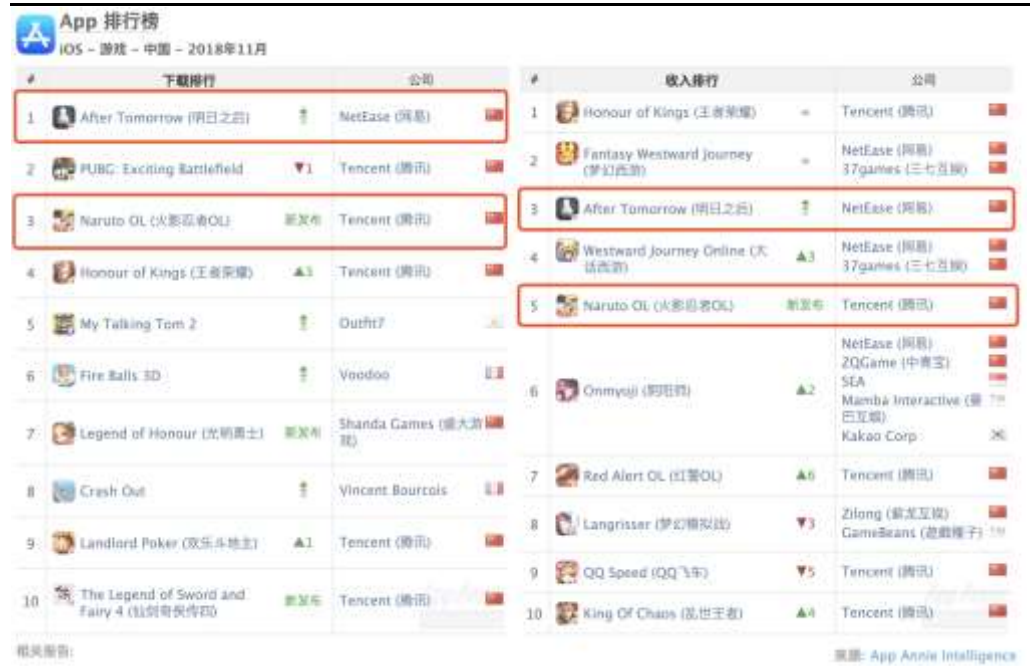 App 排行榜
iOS – 游戏 – 中国 – 2018年11月
# 下载排行 公司
1 After Tomorrow (明日之后) NetEase (网易)
2 PUBG: Exciting Battlefield ▼1 Tencent (腾讯)
3 Naruto OL (火影忍者OL) 新发布 Tencent (腾讯)
4 Honour of Kings (王者荣耀) ▲3 Tencent (腾讯)
5 My Talking Tom 2 Outfit7
6 Fire Balls 3D Voodoo
7 Legend of Honour (光明勇士) 新发布 Shanda Games (盛大游戏)
8 Crash Out Vincent Bourcois
9 Landlord Poker (欢乐斗地主) ▲1 Tencent (腾讯)
10 The Legend of Sword and
Fairy 4 (仙剑奇侠传四) 新发布 Tencent (腾讯)
# 收入排行 公司
1 Honour of Kings (王者荣耀) = Tencent (腾讯)
2 Fantasy Westward Journey
(梦幻西游) = NetEase (网易)
37games (三七互娱)
3 After Tomorrow (明日之后) NetEase (网易)
4 Westward Journey Online (大
话西游) ▲3 NetEase (网易)
37games (三七互娱)
5 Naruto OL (火影忍者OL) 新发布 Tencent (腾讯)
6 Onmyoji (阴阳师) ▲2 NetEase (网易)
ZQGame (中青宝)
SEA
Mamba Interactive (曼
巴互娱)
Kakao Corp
7 Red Alert OL (红警OL) ▲6 Tencent (腾讯)
8 Langrisser (梦幻模拟战) ▼3 Zilong (紫龙互娱)
GameBeans (遊戲種子)
9 QQ Speed (QQ飞车) ▼5 Tencent (腾讯)
10 King Of Chaos (乱世王者) ▲4 Tencent (腾讯)
相关报告:
来源: App Annie Intelligence